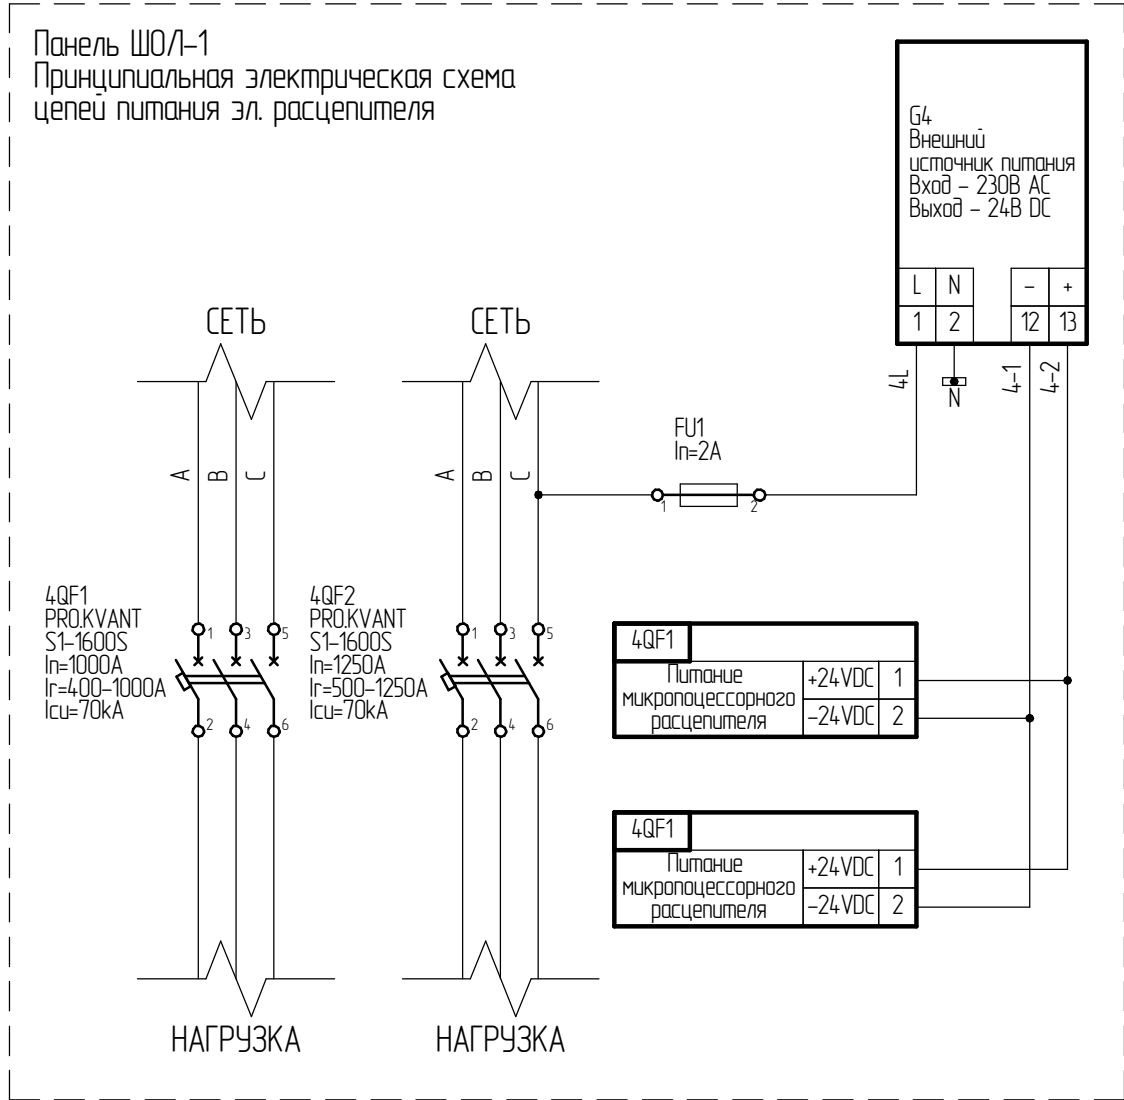 Панель ШОЛ-1
Принципиальная электрическая схема
цепей питания эл. расцепителя
G4
Внешний
источник питания
Вход - 230В AC
Выход - 24В DC
L N - +
1 2 12 13
4L N 4-1 4-2
СЕТЬ СЕТЬ
FU1
In=2A
1 2
A B C A B C
4QF1
PRO.KVANT
S1-1600S
In=1000A
Ir=400-1000A
Icu=70kA
1 3 5
2 4 6
4QF2
PRO.KVANT
S1-1600S
In=1250A
Ir=500-1250A
Icu=70kA
1 3 5
2 4 6
4QF1
Питание
микропоцессорного
расцепителя
+24VDC 1
-24VDC 2
4QF1
Питание
микропоцессорного
расцепителя
+24VDC 1
-24VDC 2
НАГРУЗКА НАГРУЗКА